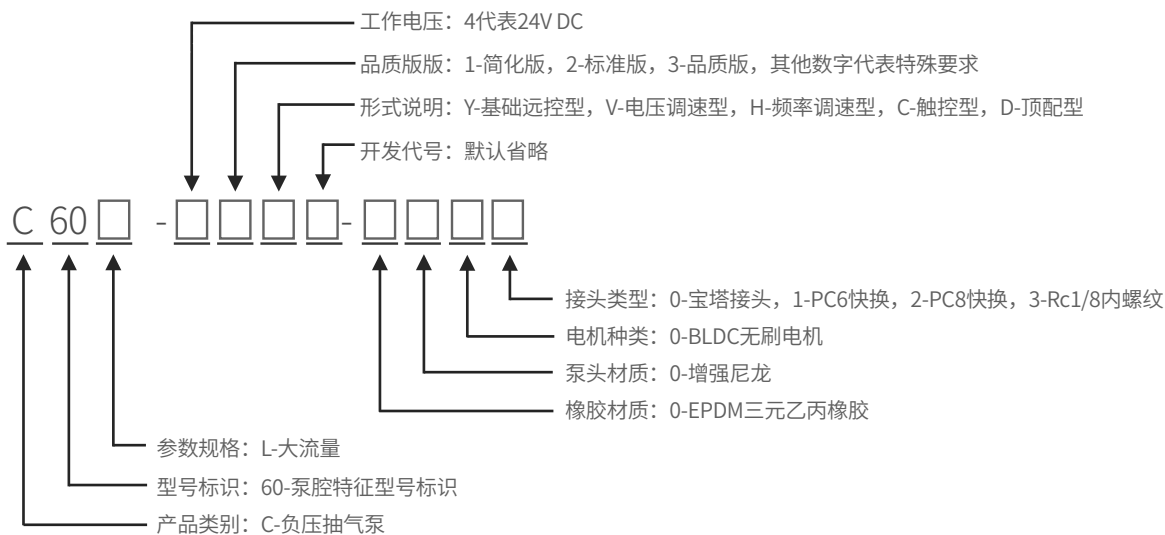 工作电压：4代表24V DC
品质版版：1-简化版，2-标准版，3-品质版，其他数字代表特殊要求
形式说明：Y-基础远控型，V-电压调速型，H-频率调速型，C-触控型，D-顶配型
开发代号：默认省略
C 60□ -□□□□-□□□□
接头类型：0-宝塔接头，1-PC6快换，2-PC8快换，3-Rc1/8内螺纹
电机种类：0-BLDC无刷电机
泵头材质：0-增强尼龙
橡胶材质：0-EPDM三元乙丙橡胶
参数规格：L-大流量
型号标识：60-泵腔特征型号标识
产品类别：C-负压抽气泵